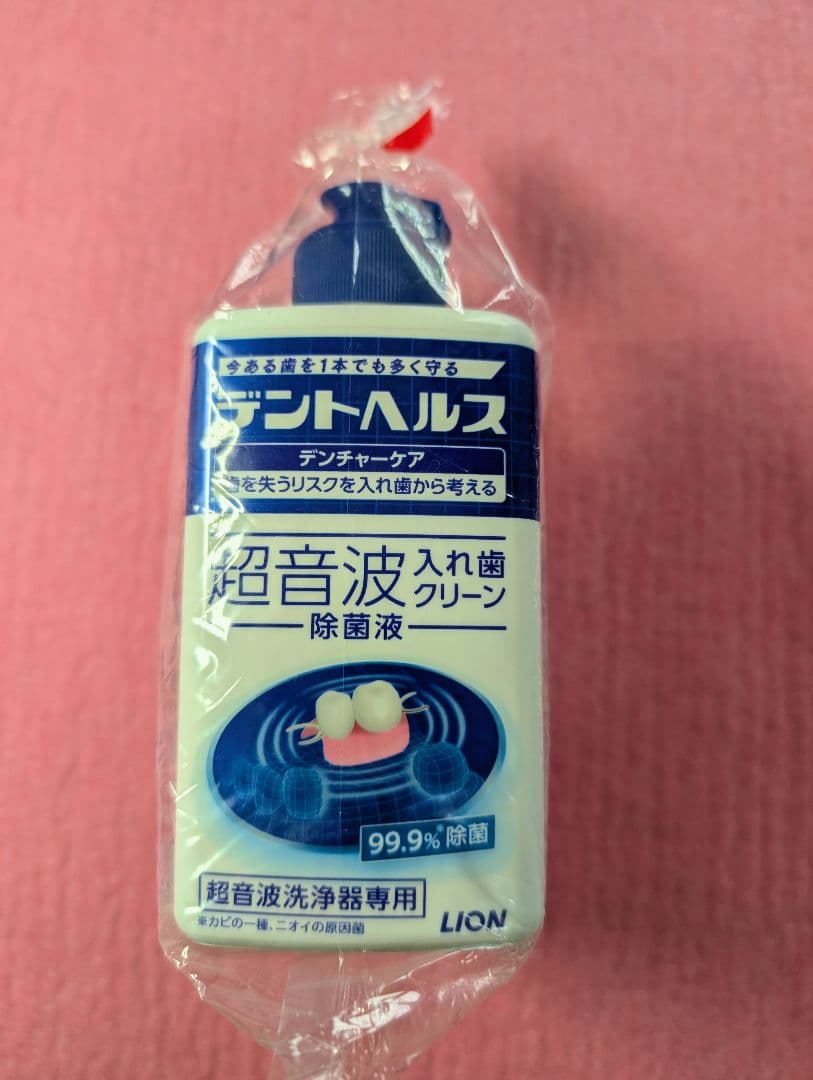 今ある歯を1本でも多く守る
デントヘルス
デンチャーケア
歯を失うリスクを入れ歯から考える
超音波 入れ歯クリーン
除菌液
99.9%※除菌
超音波洗浄器専用
※カビの一種、ニオイの原因菌
LION